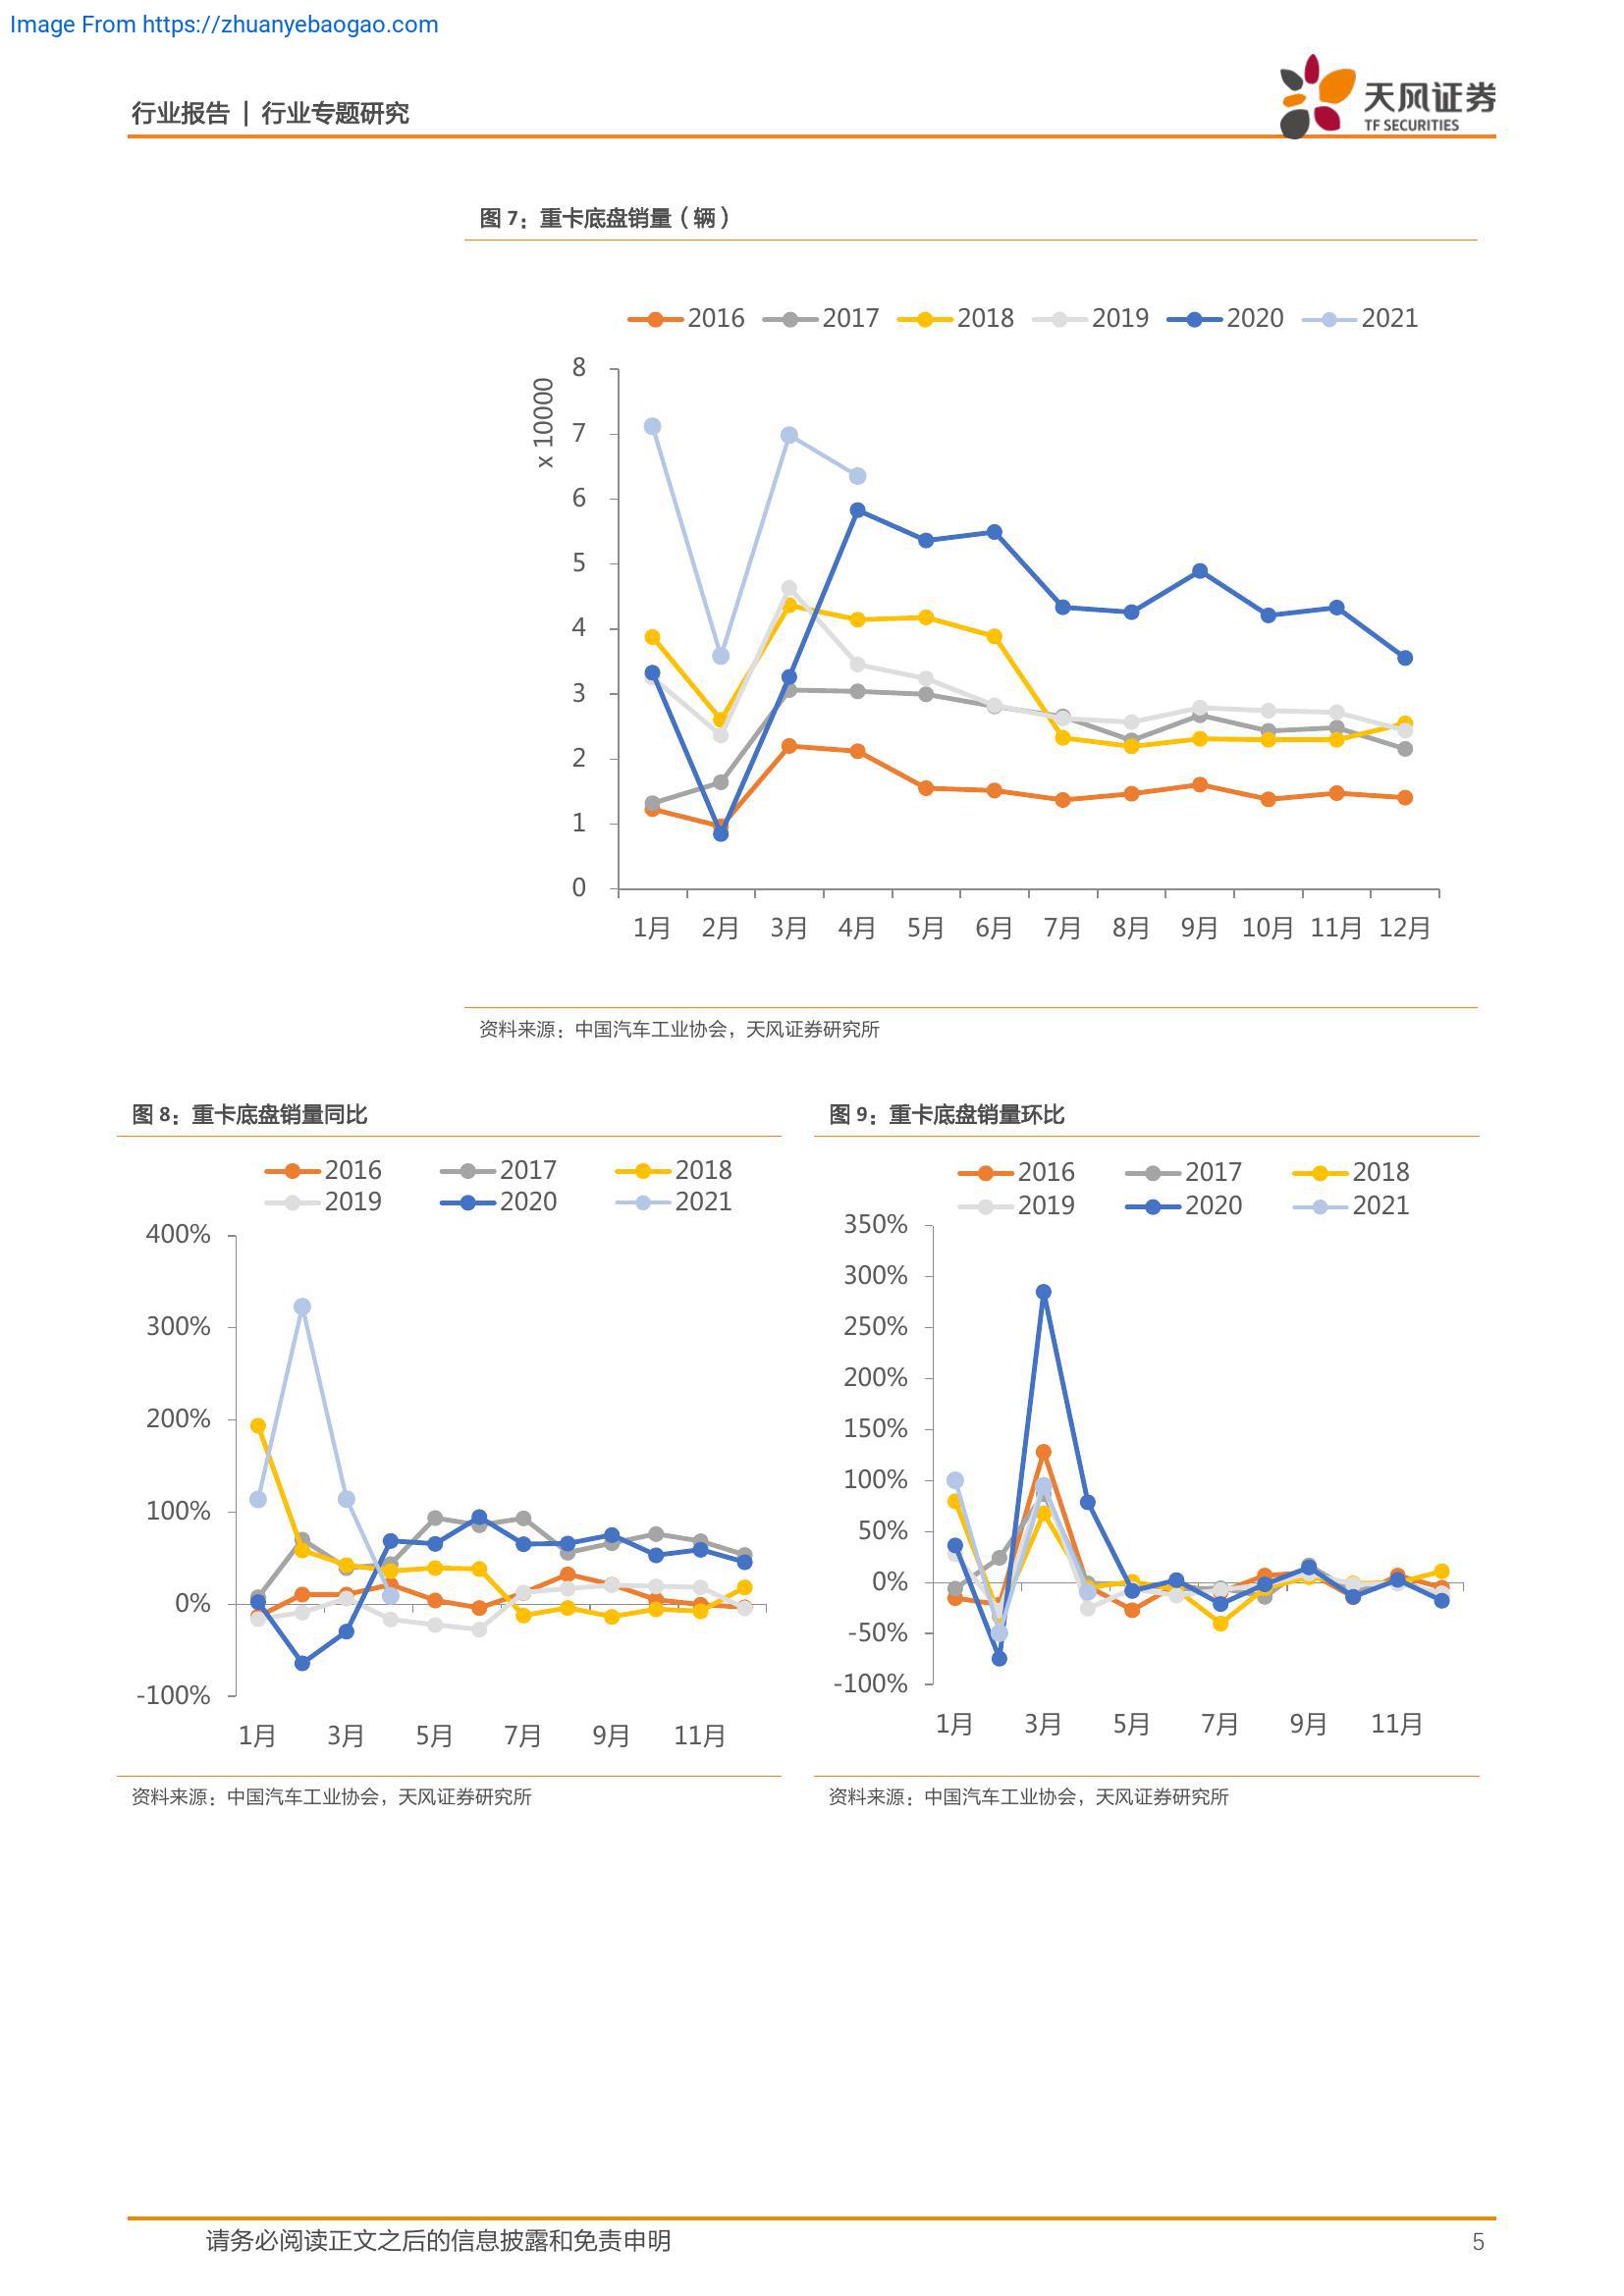 Image From https://zhuanyebaogao.com
行业报告 | 行业专题研究
天风证券
TF SECURITIES
图 7：重卡底盘销量（辆）
2016 2017 2018 2019 2020 2021
x 10000
8
7
6
5
4
3
2
1
0
1月 2月 3月 4月 5月 6月 7月 8月 9月 10月 11月 12月
资料来源：中国汽车工业协会，天风证券研究所
图 8：重卡底盘销量同比
2016 2017 2018
2019 2020 2021
400%
300%
200%
100%
0%
-100%
1月 3月 5月 7月 9月 11月
资料来源：中国汽车工业协会，天风证券研究所
图 9：重卡底盘销量环比
2016 2017 2018
2019 2020 2021
350%
300%
250%
200%
150%
100%
50%
0%
-50%
-100%
1月 3月 5月 7月 9月 11月
资料来源：中国汽车工业协会，天风证券研究所
请务必阅读正文之后的信息披露和免责申明 5